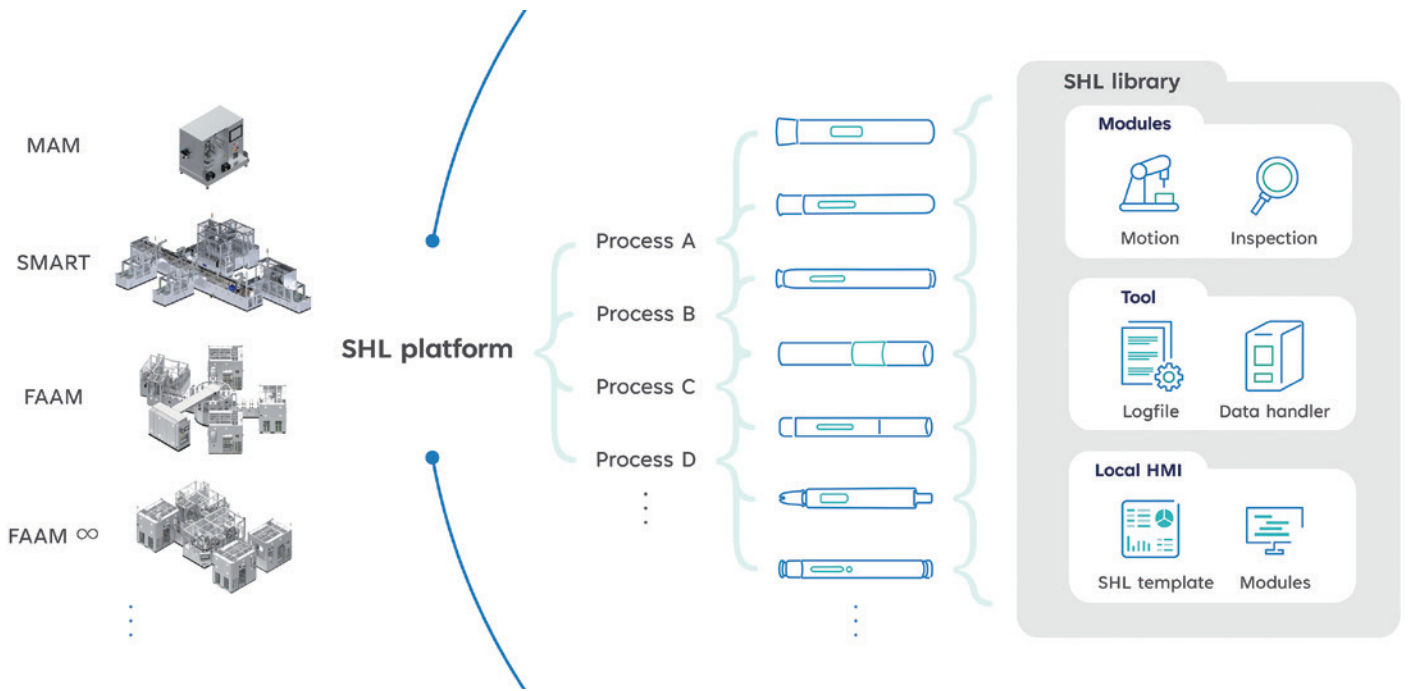 MAM
SMART
FAAM
FAAM ∞
SHL platform
Process A
Process B
Process C
Process D
SHL library
Modules
Motion
Inspection
Tool
Logfile
Data handler
Local HMI
SHL template
Modules